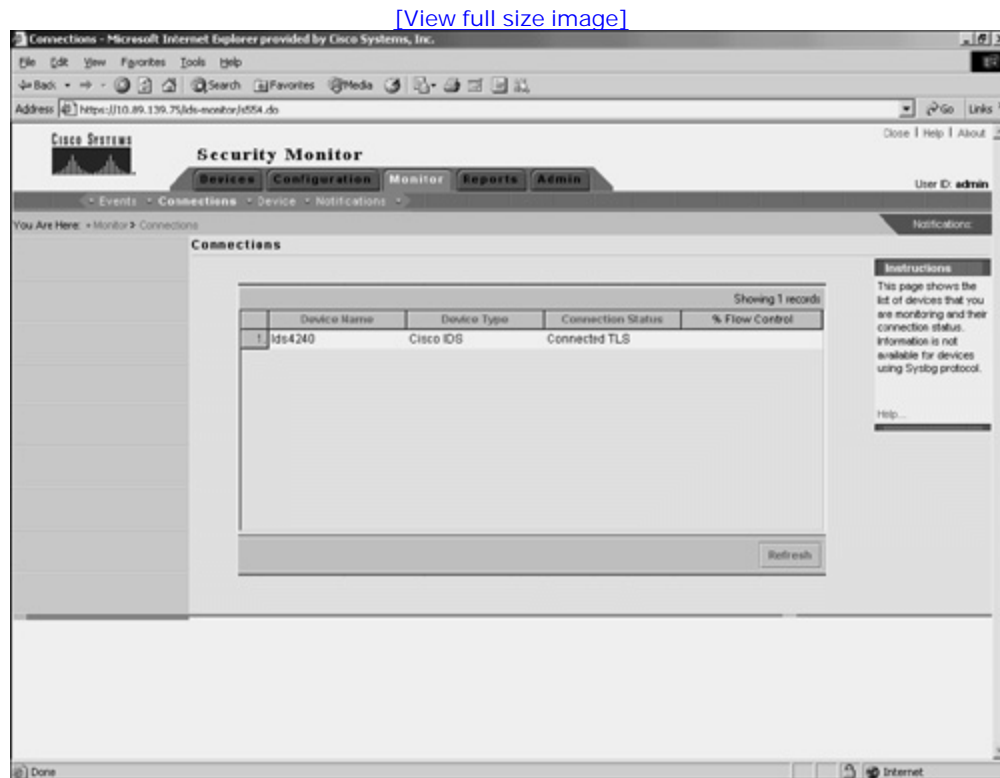 [View full size image]
Connections - Microsoft Internet Explorer provided by Cisco Systems, Inc.
File Edit View Favorites Tools Help
Back Search Favorites Media
Address https://10.89.139.75/ids-monitor/s554.do Go Links
Close | Help | About
CISCO SYSTEMS
Security Monitor
Devices Configuration Monitor Reports Admin
User ID: admin
Events Connections Device Notifications
You Are Here: Monitor > Connections
Notifications:
Connections
Instructions
This page shows the list of devices that you are monitoring and their connection status. Information is not available for devices using Syslog protocol.
Help...
Showing 1 records
Device Name Device Type Connection Status % Flow Control
1. Ids4240 Cisco IDS Connected TLS
Refresh
Done Internet